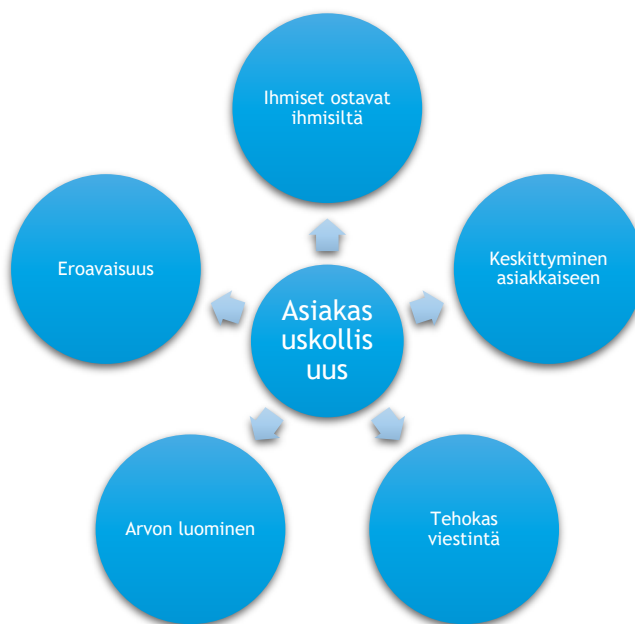 Ihmiset ostavat
ihmisiltä
Eroavaisuus
Keskittyminen
asiakkaiseen
Asiakas
uskollis
uus
Arvon luominen
Tehokas
viestintä